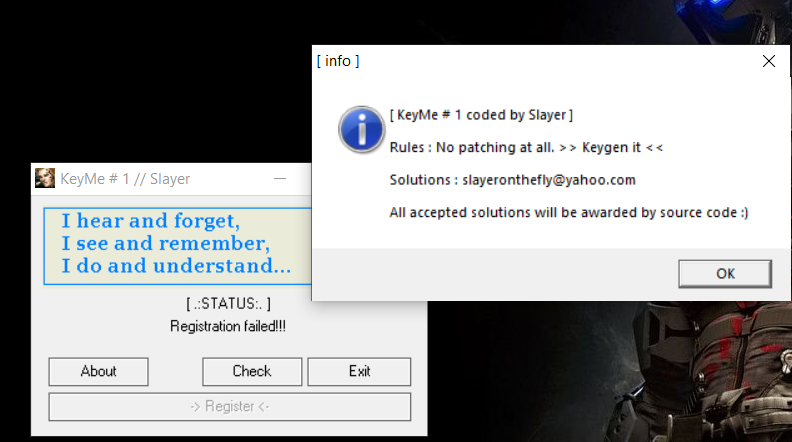 [ info ]
[ KeyMe # 1 coded by Slayer ]
Rules : No patching at all. >> Keygen it <<
Solutions : slayeronthefly@yahoo.com
All accepted solutions will be awarded by source code :)
OK
KeyMe # 1 // Slayer
I hear and forget,
I see and remember,
I do and understand...
[ .:STATUS:. ]
Registration failed!!!
About
Check
Exit
-> Register <-